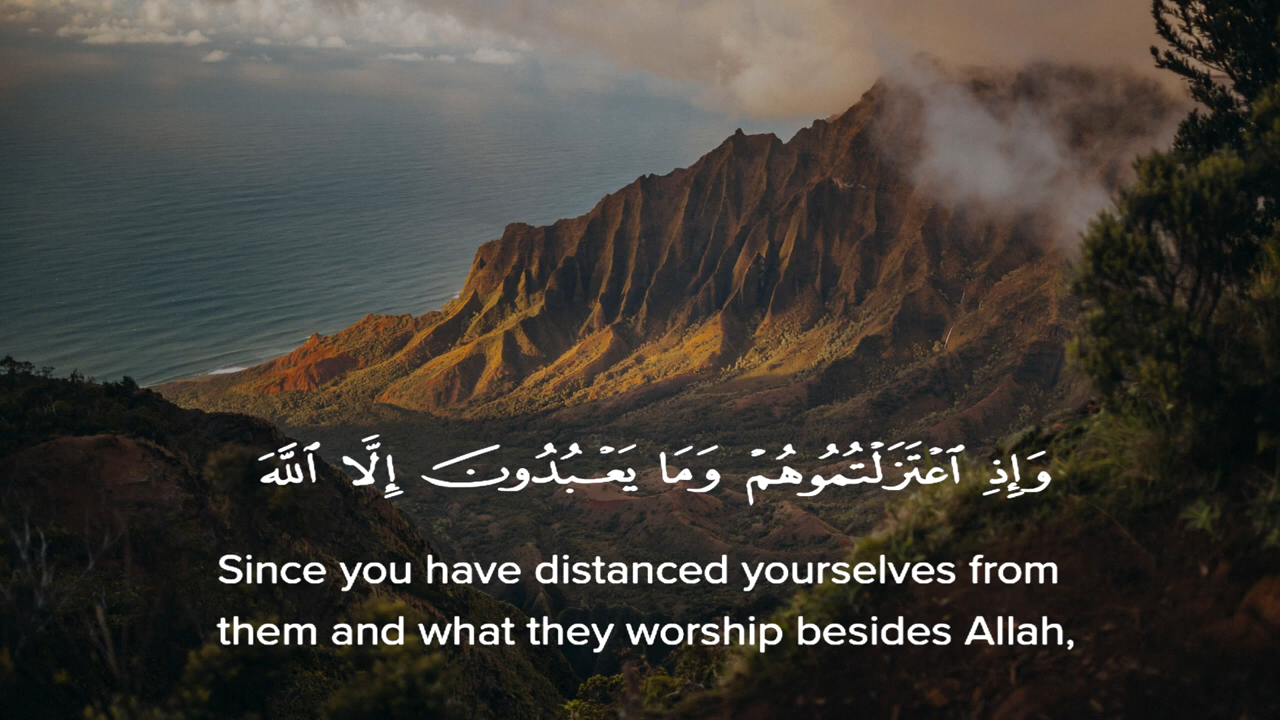 وَإِذِ ٱعْتَزَلْتُمُوهُمْ وَمَا يَعْبُدُونَ إِلَّا ٱللَّهَ
Since you have distanced yourselves from
them and what they worship besides Allah,